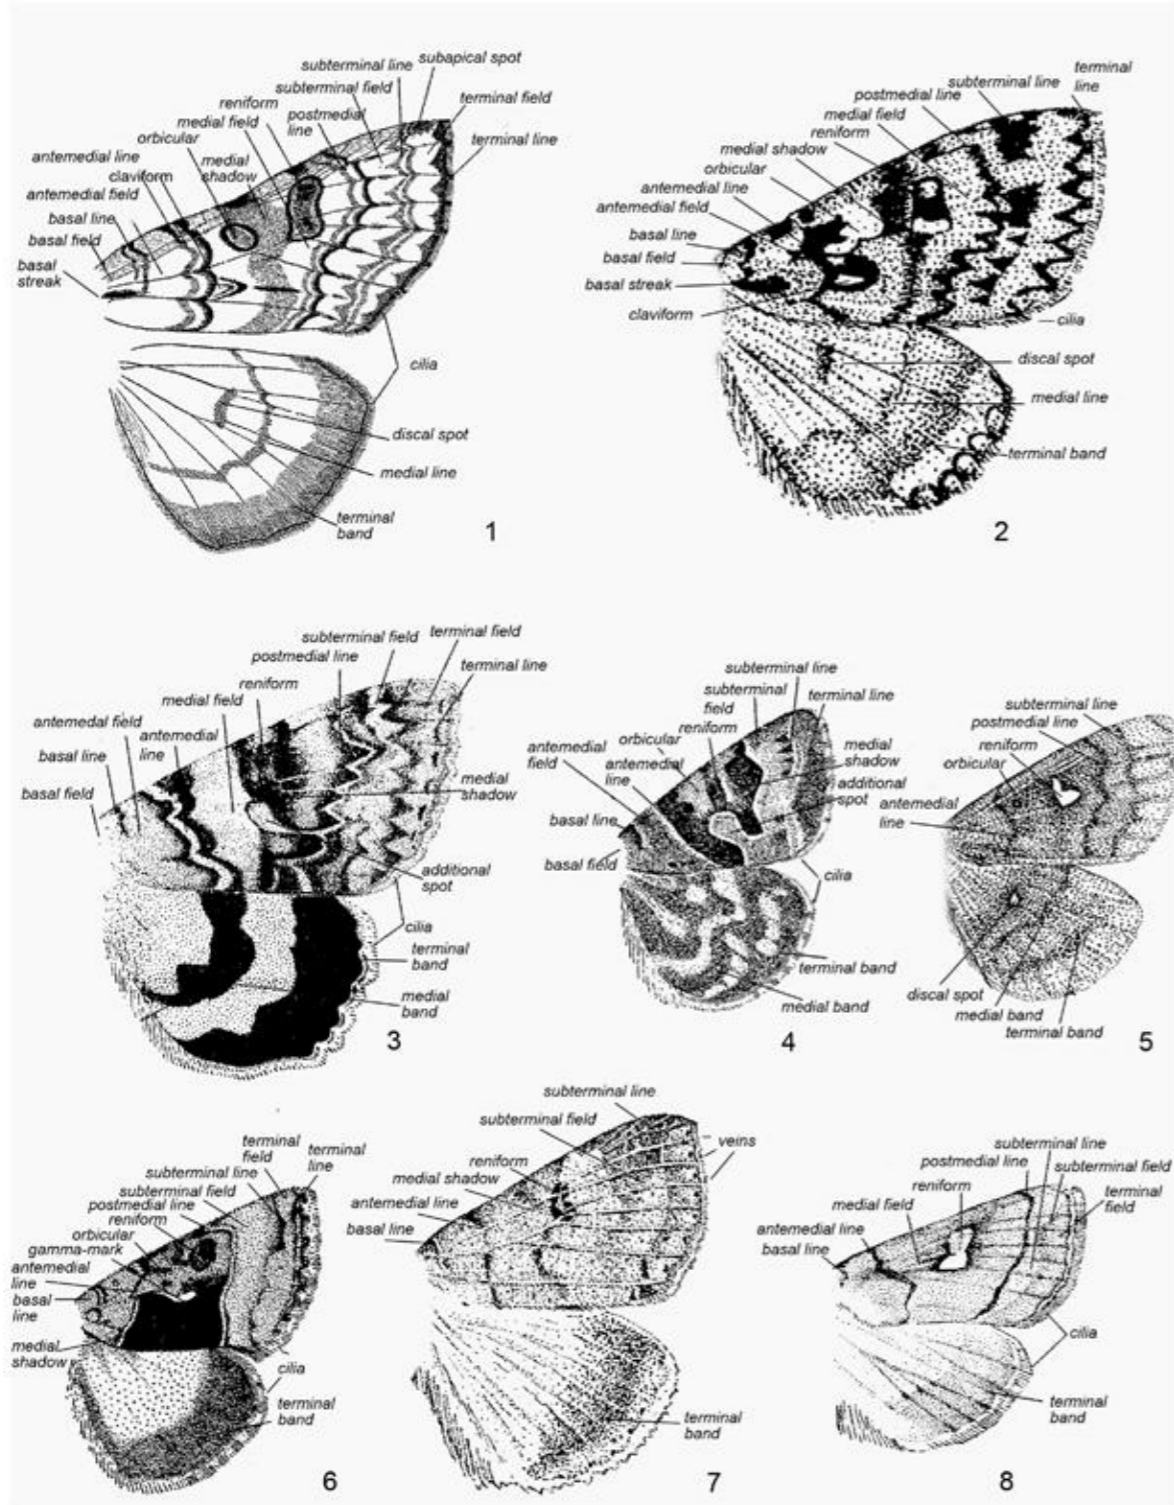 subterminal line
subapical spot
subterminal field
reniform
postmedial
line
terminal field
medial field
orbicular
terminal line
antemedial line
medial
shadow
claviform
antemedial field
basal line
basal field
basal
streak
cilia
discal spot
medial line
terminal
band
1
terminal
line
subterminal line
postmedial line
medial field
reniform
medial shadow
orbicular
antemedial line
antemedial field
basal line
basal field
basal streak
claviform
cilia
discal spot
medial line
terminal band
2
subterminal field
terminal field
postmedial line
terminal line
reniform
medial field
antemedal field
antemedial
line
basal line
medial
shadow
basal field
additional
spot
cilia
terminal
band
medial
band
3
subterminal line
subterminal
field
terminal line
reniform
orbicular
antemedial
field
antemedial
line
medial
shadow
additional
spot
basal line
basal field
cilia
terminal band
medial band
4
subterminal line
postmedial line
reniform
orbicular
antemedial
line
discal spot
medial band
terminal band
5
terminal
field
terminal
line
subterminal line
subterminal field
postmedial line
reniform
orbicular
gamma-mark
antemedial
line
basal
line
medial
shadow
cilia
terminal
band
6
subterminal line
subterminal field
veins
reniform
medial shadow
antemedial line
basal line
terminal
band
7
subterminal line
postmedial line
subterminal field
reniform
terminal
field
medial field
antemedial line
basal line
cilia
terminal
band
8